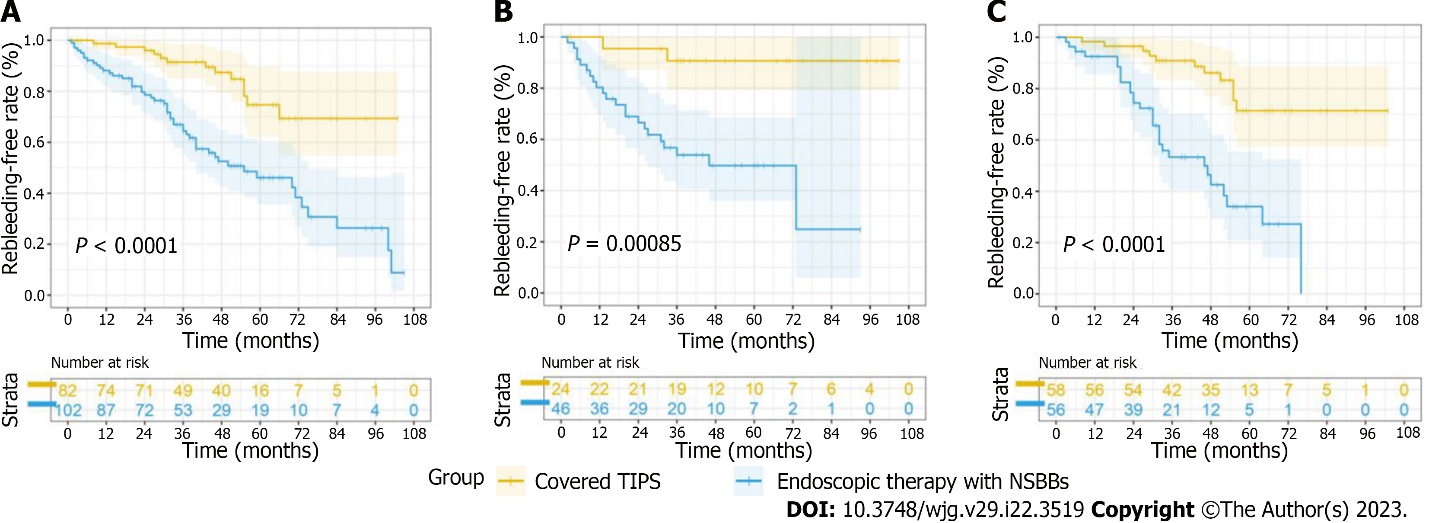 A
Rebleeding-free rate (%)
1.0
0.8
0.6
0.4
0.2
0.0
P < 0.0001
0 12 24 36 48 60 72 84 96 108
Time (months)
Number at risk
Strata
82 74 71 49 40 16 7 5 1 0
102 87 72 53 29 19 10 7 4 0
0 12 24 36 48 60 72 84 96 108
Time (months)
B
Rebleeding-free rate (%)
1.0
0.8
0.6
0.4
0.2
0.0
P = 0.00085
0 12 24 36 48 60 72 84 96 108
Time (months)
Number at risk
Strata
24 22 21 19 12 10 7 6 4 0
46 36 29 20 10 7 2 1 0 0
0 12 24 36 48 60 72 84 96 108
Time (months)
C
Rebleeding-free rate (%)
1.0
0.8
0.6
0.4
0.2
0.0
P < 0.0001
0 12 24 36 48 60 72 84 96 108
Time (months)
Number at risk
Strata
58 56 54 42 35 13 7 5 1 0
56 47 39 21 12 5 1 0 0 0
0 12 24 36 48 60 72 84 96 108
Time (months)
Group Covered TIPS Endoscopic therapy with NSBBs
DOI: 10.3748/wjg.v29.i22.3519 Copyright ©The Author(s) 2023.